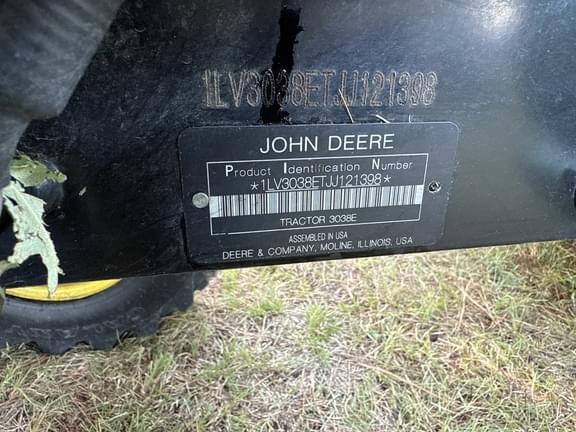 1LV3038ETJJ121398
JOHN DEERE
Product Identification Number
*1LV3038ETJJ121398*
TRACTOR 3038E
ASSEMBLED IN USA
DEERE & COMPANY, MOLINE, ILLINOIS, USA